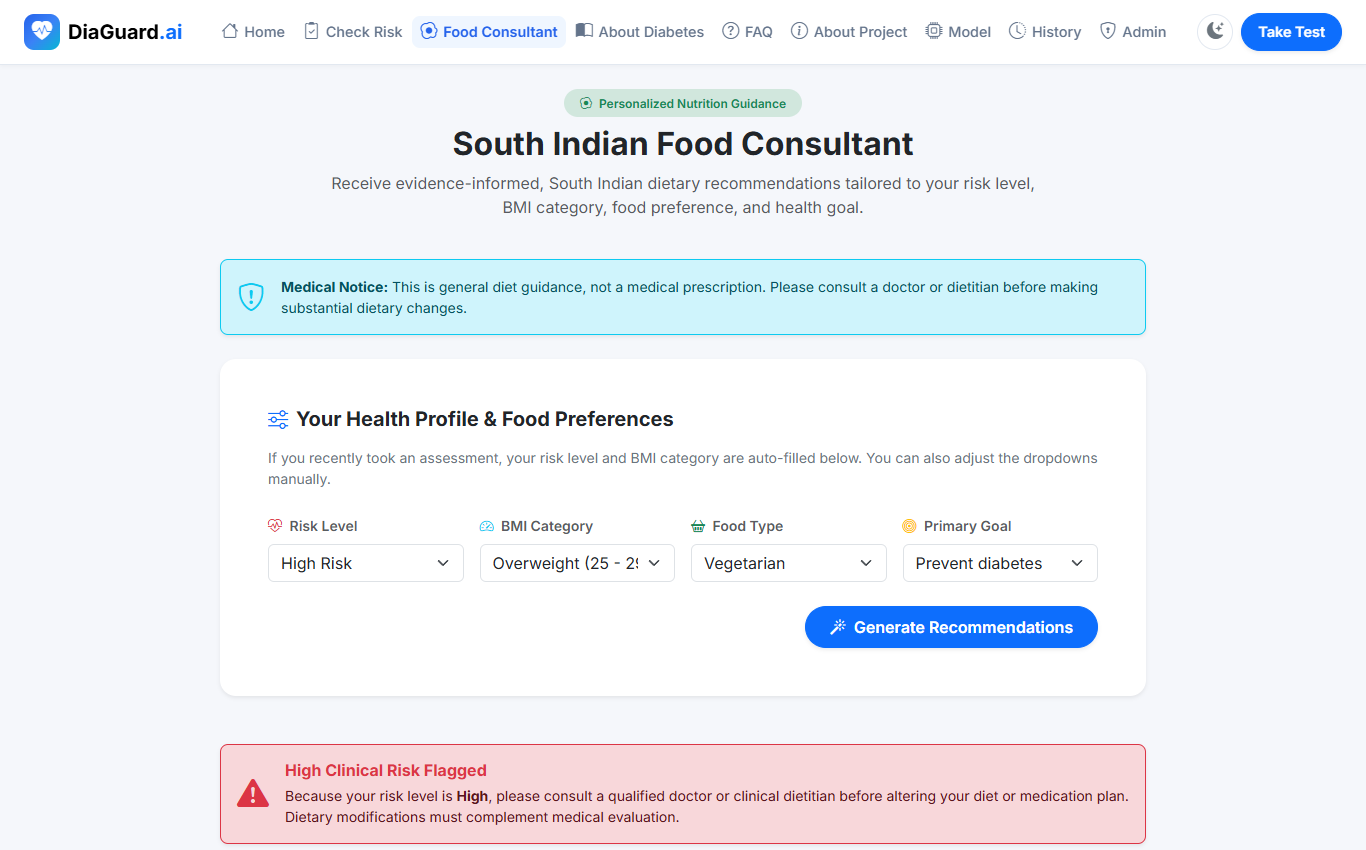 DiaGuard.ai
Home
Check Risk
Food Consultant
About Diabetes
FAQ
About Project
Model
History
Admin
Take Test
Personalized Nutrition Guidance
South Indian Food Consultant
Receive evidence-informed, South Indian dietary recommendations tailored to your risk level,
BMI category, food preference, and health goal.
Medical Notice: This is general diet guidance, not a medical prescription. Please consult a doctor or dietitian before making
substantial dietary changes.
Your Health Profile & Food Preferences
If you recently took an assessment, your risk level and BMI category are auto-filled below. You can also adjust the dropdowns
manually.
Risk Level
BMI Category
Food Type
Primary Goal
High Risk
Overweight (25 - 29
Vegetarian
Prevent diabetes
Generate Recommendations
High Clinical Risk Flagged
Because your risk level is High, please consult a qualified doctor or clinical dietitian before altering your diet or medication plan.
Dietary modifications must complement medical evaluation.